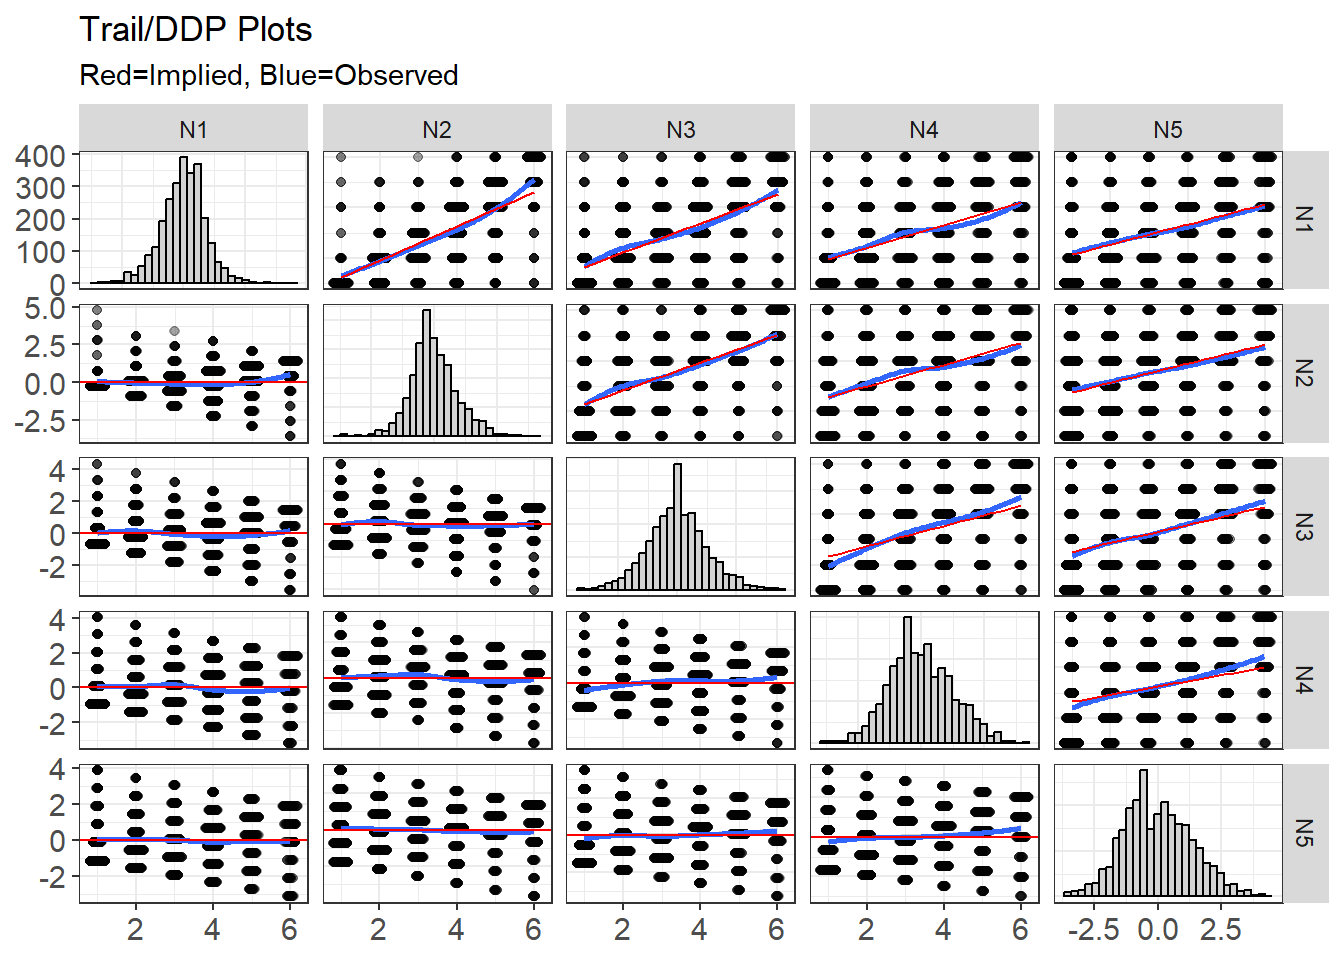 Trail/DDP Plots
Red=Implied, Blue=Observed
N1 N2 N3 N4 N5
400
300
200
100
0
N1
5.0
2.5
0.0
-2.5
N2
4
2
0
-2
N3
4
2
0
-2
N4
4
2
0
-2
N5
2 4 6 2 4 6 2 4 6 2 4 6 -2.5 0.0 2.5